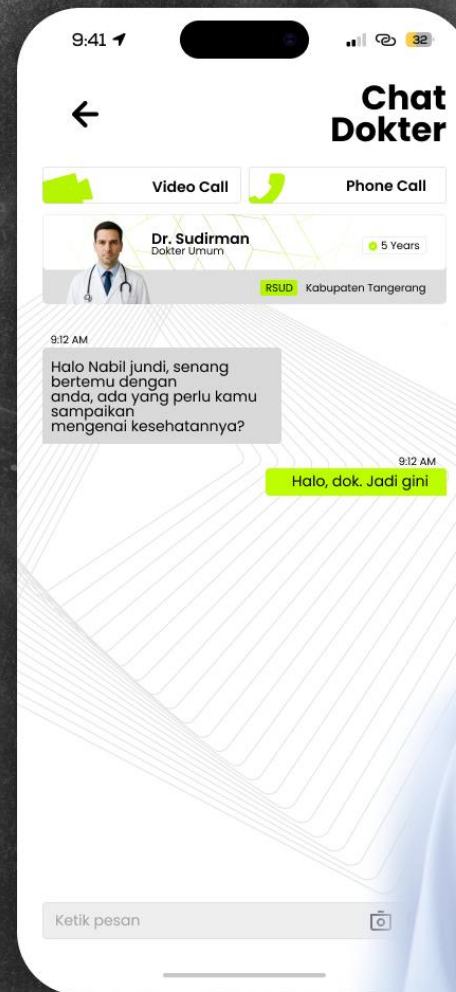 9:41
32
Chat
Dokter
Video Call
Phone Call
Dr. Sudirman
Dokter Umum
5 Years
RSUD Kabupaten Tangerang
9:12 AM
Halo Nabil jundi, senang
bertemu dengan
anda, ada yang perlu kamu
sampaikan
mengenai kesehatannya?
9:12 AM
Halo, dok. Jadi gini
Ketik pesan